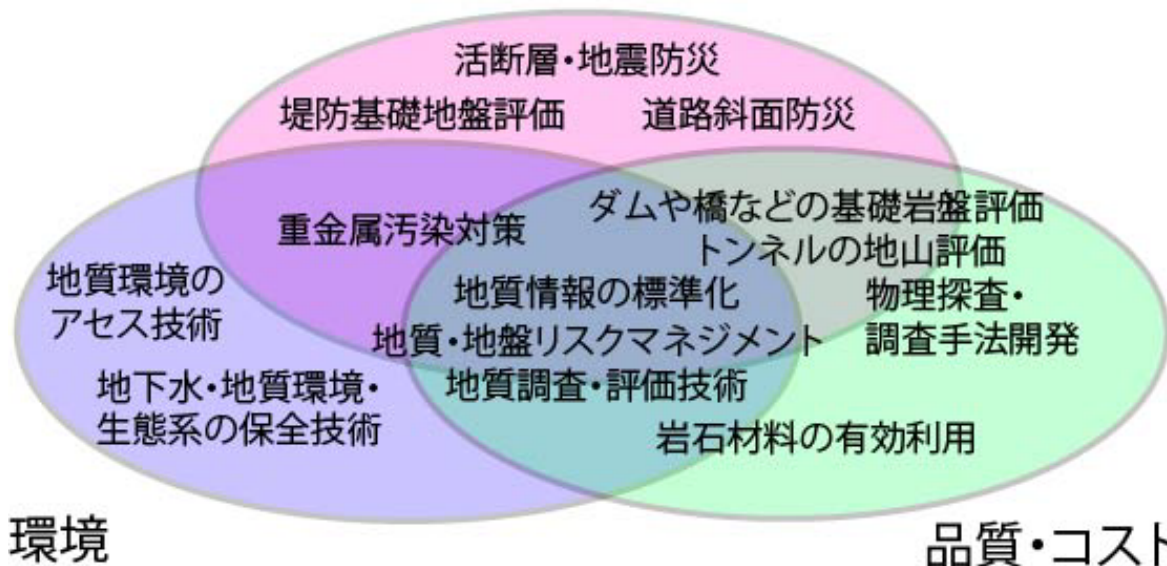 活断層・地震防災
堤防基礎地盤評価
道路斜面防災
ダムや橋などの基礎岩盤評価
トンネルの地山評価
重金属汚染対策
地質環境の
アセス技術
地質情報の標準化
地質・地盤リスクマネジメント
地質調査・評価技術
物理探査・
調査手法開発
地下水・地質環境・
生態系の保全技術
岩石材料の有効利用
環境
品質・コスト